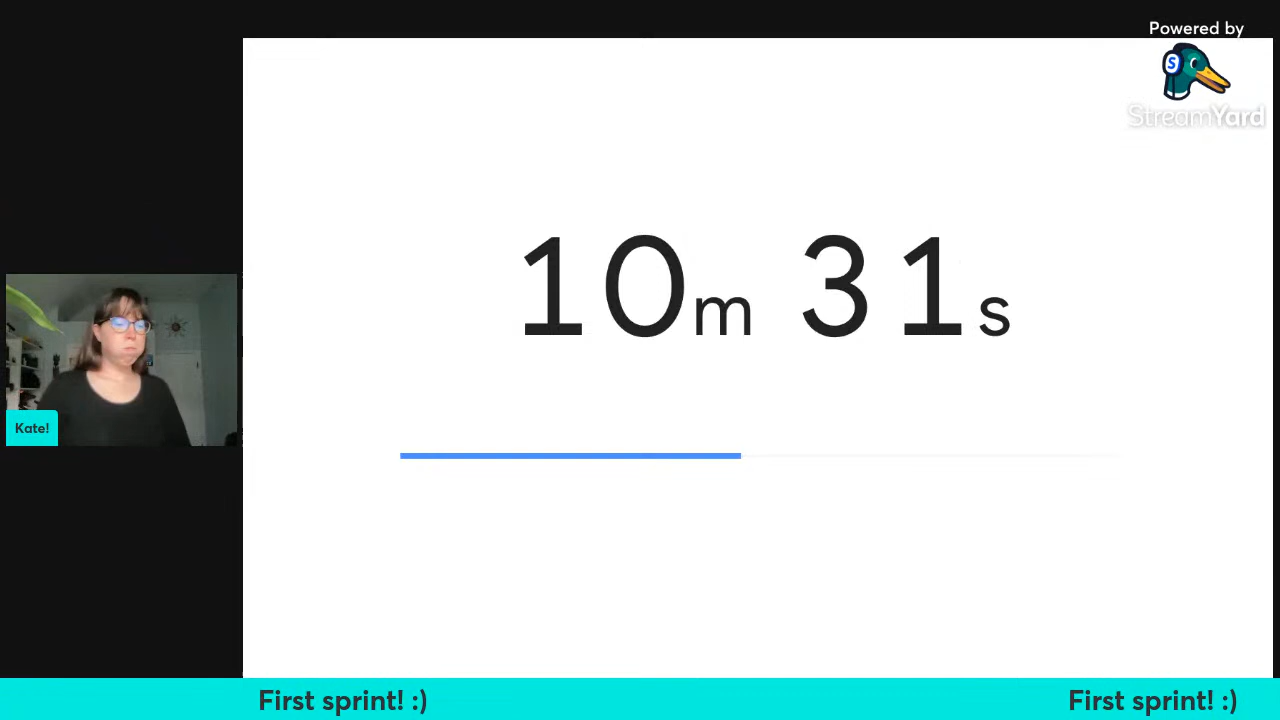 Powered by
S
StreamYard
10m 31s
Kate!
First sprint! :)
First sprint! :)